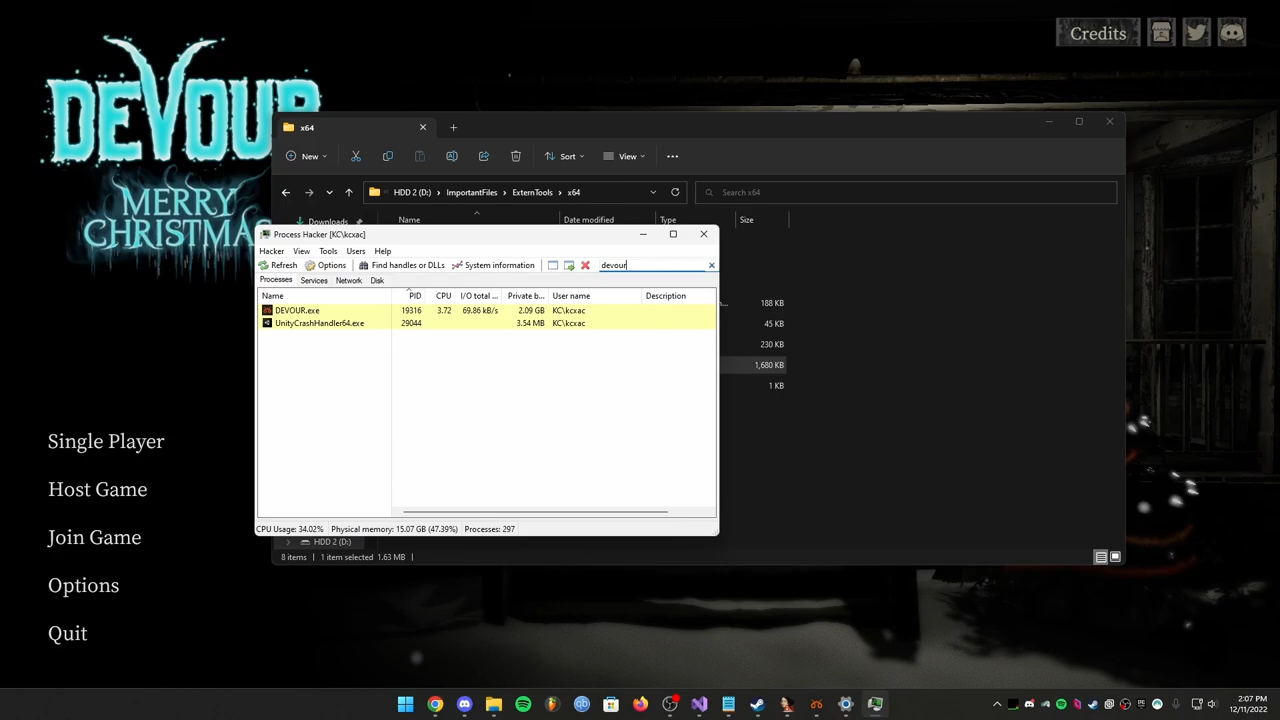 Credits
DEVOUR
MERRY
CHRISTMAS
x64
New
Sort
View
HDD 2 (D:)
ImportantFiles
ExternTools
x64
Search x64
Downloads
Name
Date modified
Type
Size
Process Hacker [KC\kcxac]
Hacker View Tools Users Help
Refresh Options Find handles or DLLs System information devour
Processes Services Network Disk
Name PID CPU I/O total ... Private b... User name Description
DEVOUR.exe 19316 3.72 69.86 kB/s 2.09 GB KC\kcxac
UnityCrashHandler64.exe 29044 3.54 MB KC\kcxac
188 KB
45 KB
230 KB
1,680 KB
1 KB
CPU Usage: 34.02% Physical memory: 15.07 GB (47.39%) Processes: 297
HDD 2 (D:)
8 items 1 item selected 1.63 MB
Single Player
Host Game
Join Game
Options
Quit
2:07 PM
12/11/2022